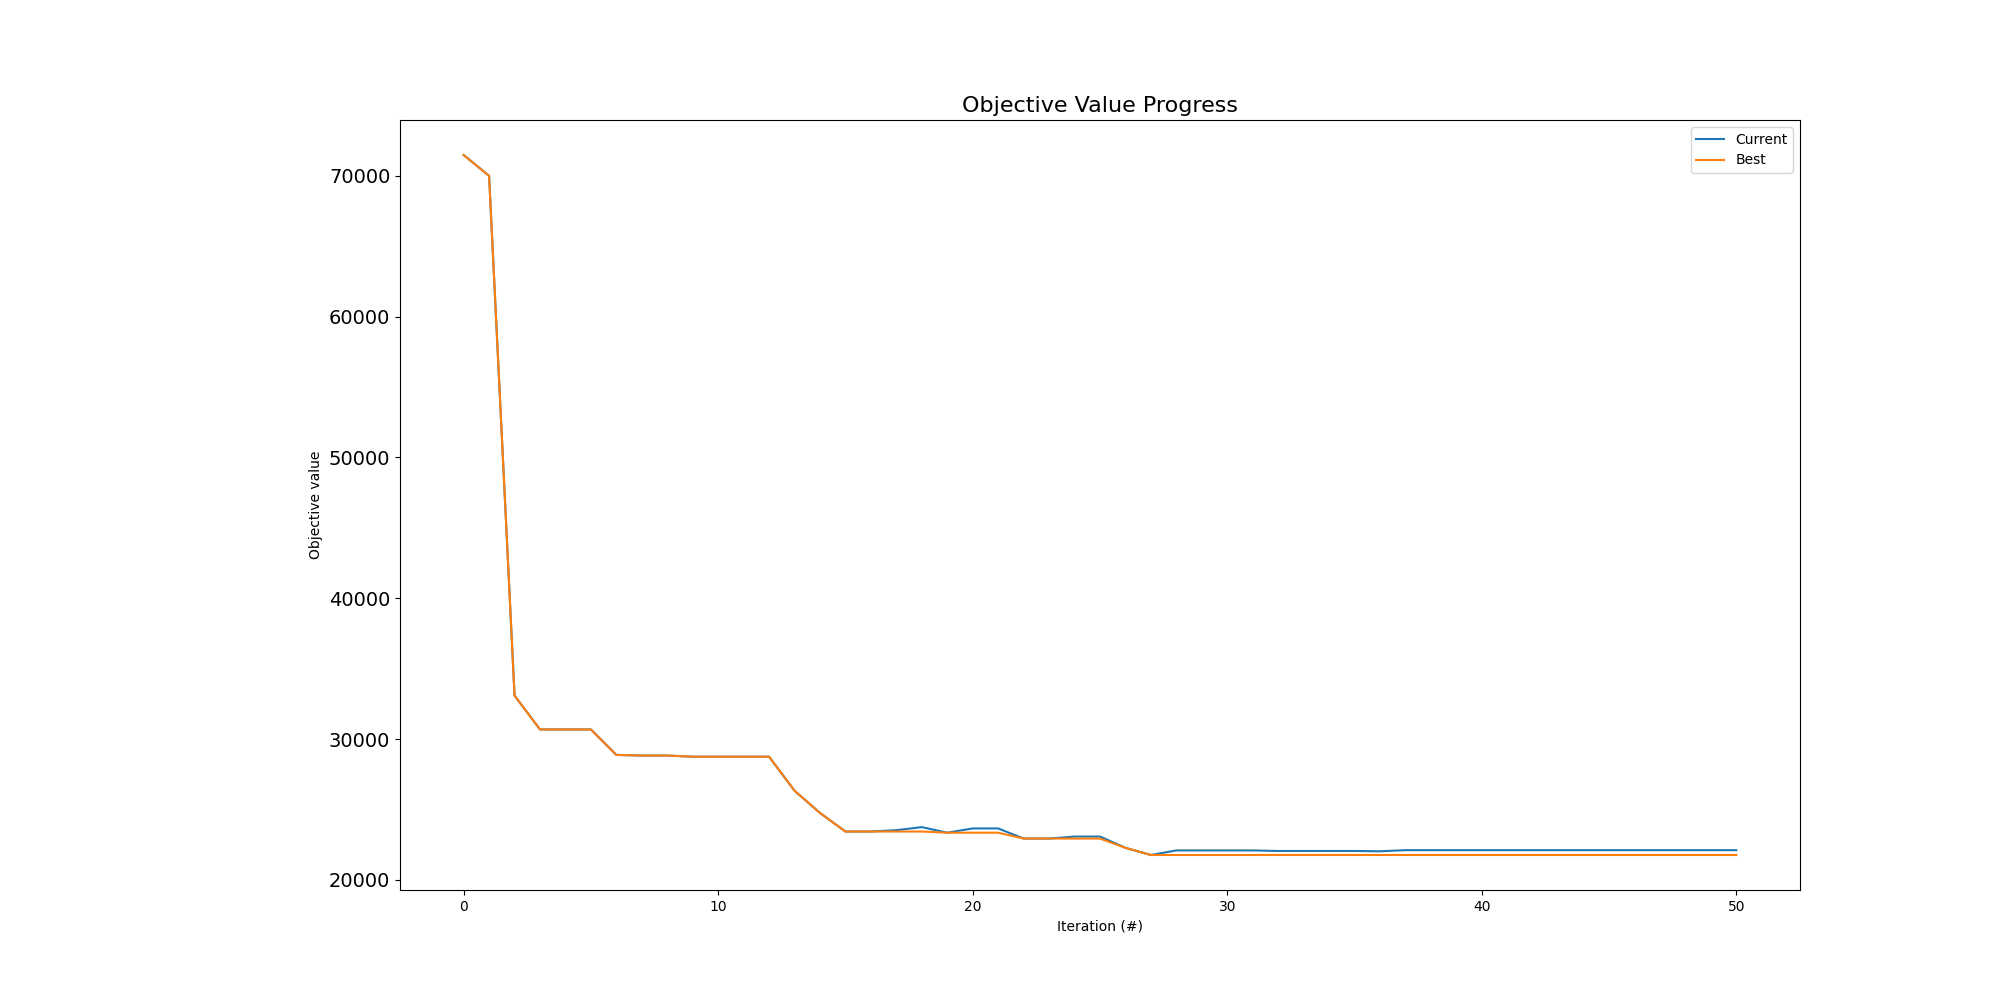 Objective Value Progress
Current
Best
70000
60000
50000
40000
30000
20000
Objective value
0 10 20 30 40 50
Iteration (#)